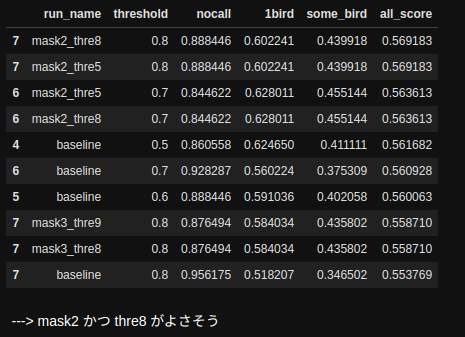 run_name threshold nocall 1bird some_bird all_score
7 mask2_thre8 0.8 0.888446 0.602241 0.439918 0.569183
7 mask2_thre5 0.8 0.888446 0.602241 0.439918 0.569183
6 mask2_thre5 0.7 0.844622 0.628011 0.455144 0.563613
6 mask2_thre8 0.7 0.844622 0.628011 0.455144 0.563613
4 baseline 0.5 0.860558 0.624650 0.411111 0.561682
6 baseline 0.7 0.928287 0.560224 0.375309 0.560928
5 baseline 0.6 0.888446 0.591036 0.402058 0.560063
7 mask3_thre9 0.8 0.876494 0.584034 0.435802 0.558710
7 mask3_thre8 0.8 0.876494 0.584034 0.435802 0.558710
7 baseline 0.8 0.956175 0.518207 0.346502 0.553769
---> mask2 かつ thre8 がよさそう